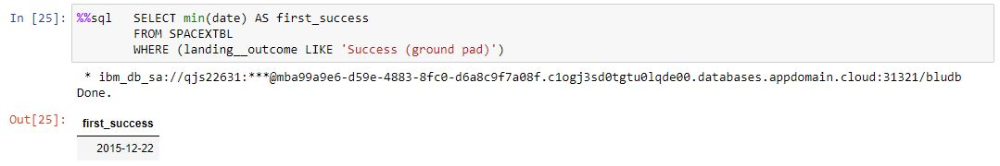 In [25]: %%sql SELECT min(date) AS first_success
FROM SPACEXTBL
WHERE (landing__outcome LIKE 'Success (ground pad)')
* ibm_db_sa://qjs22631:***@mba99a9e6-d59e-4883-8fc0-d6a8c9f7a08f.c1ogj3sd0tgtu0lqde00.databases.appdomain.cloud:31321/bludb
Done.
Out[25]: first_success
2015-12-22